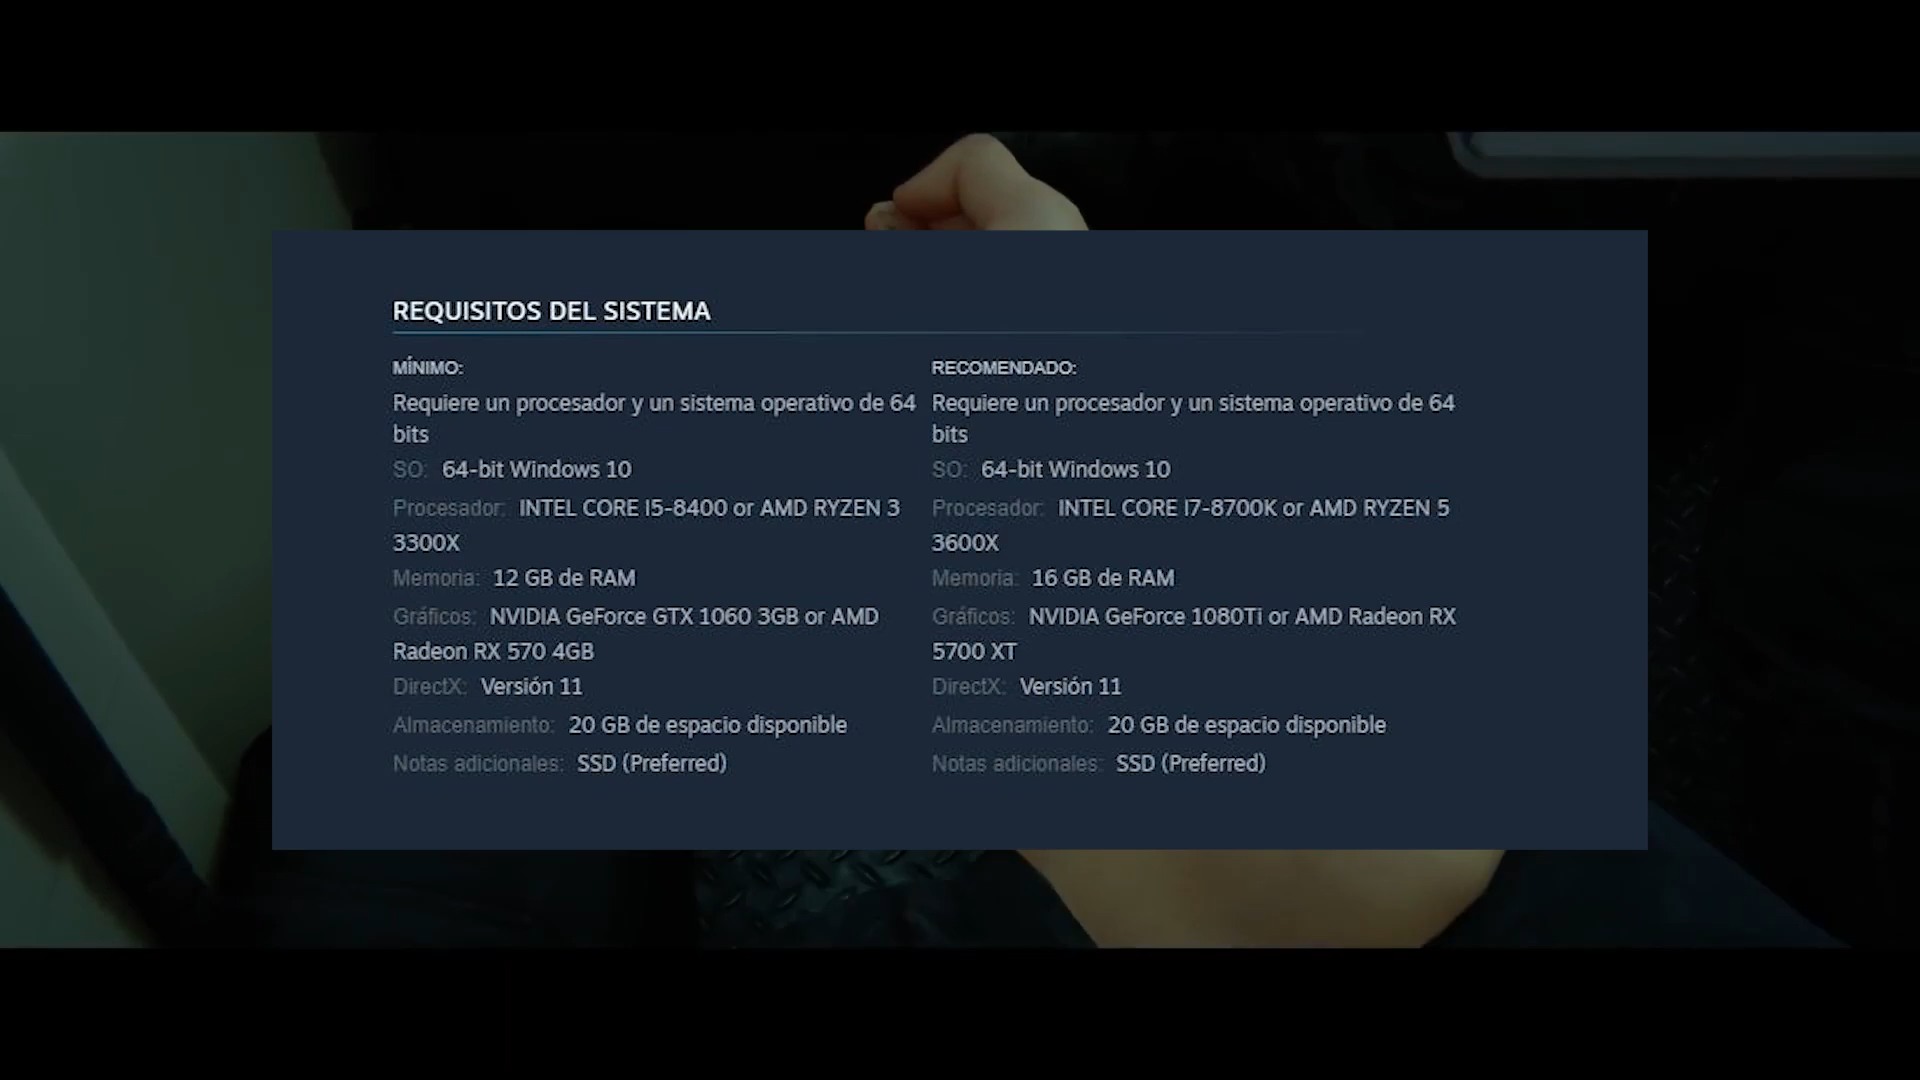 REQUISITOS DEL SISTEMA
MÍNIMO:
Requiere un procesador y un sistema operativo de 64
bits
SO: 64-bit Windows 10
Procesador: INTEL CORE I5-8400 or AMD RYZEN 3
3300X
Memoria: 12 GB de RAM
Gráficos: NVIDIA GeForce GTX 1060 3GB or AMD
Radeon RX 570 4GB
DirectX: Versión 11
Almacenamiento: 20 GB de espacio disponible
Notas adicionales: SSD (Preferred)
RECOMENDADO:
Requiere un procesador y un sistema operativo de 64
bits
SO: 64-bit Windows 10
Procesador: INTEL CORE I7-8700K or AMD RYZEN 5
3600X
Memoria: 16 GB de RAM
Gráficos: NVIDIA GeForce 1080Ti or AMD Radeon RX
5700 XT
DirectX: Versión 11
Almacenamiento: 20 GB de espacio disponible
Notas adicionales: SSD (Preferred)